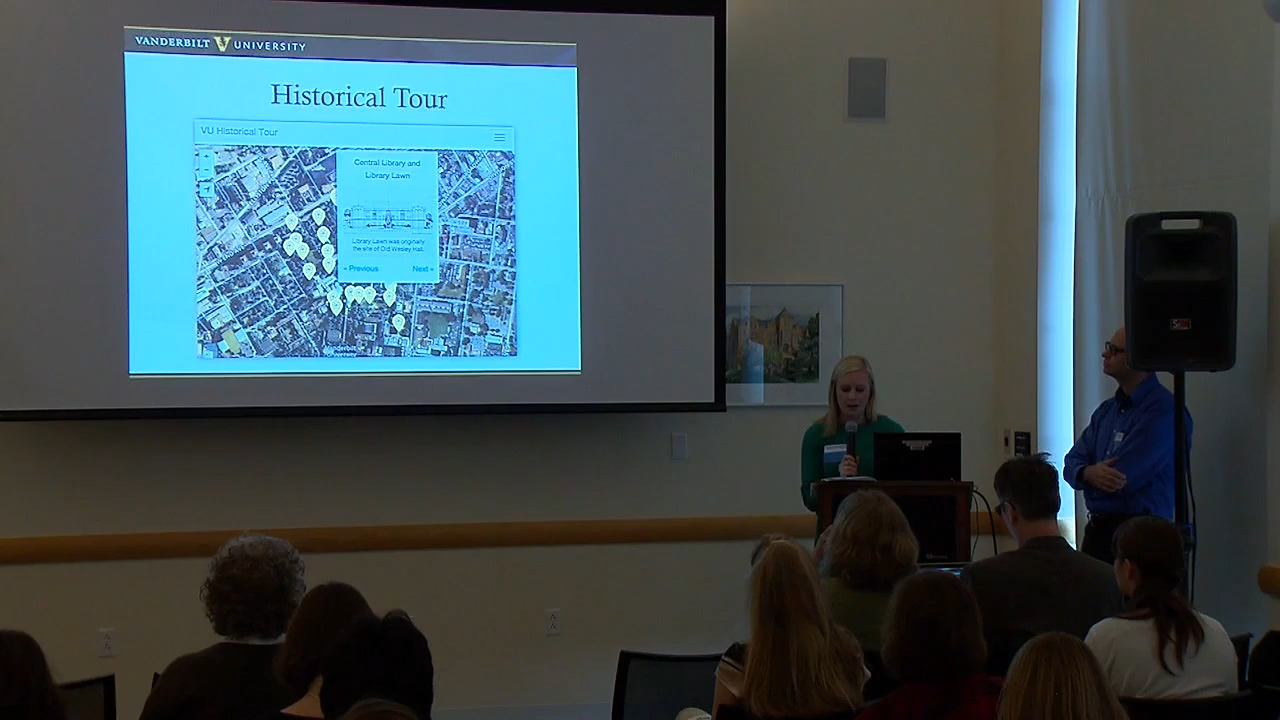 VANDERBILT V UNIVERSITY
Historical Tour
VU Historical Tour
Central Library and
Library Lawn
Library Lawn was originally
the site of Old Wesley Hall.
« Previous Next »